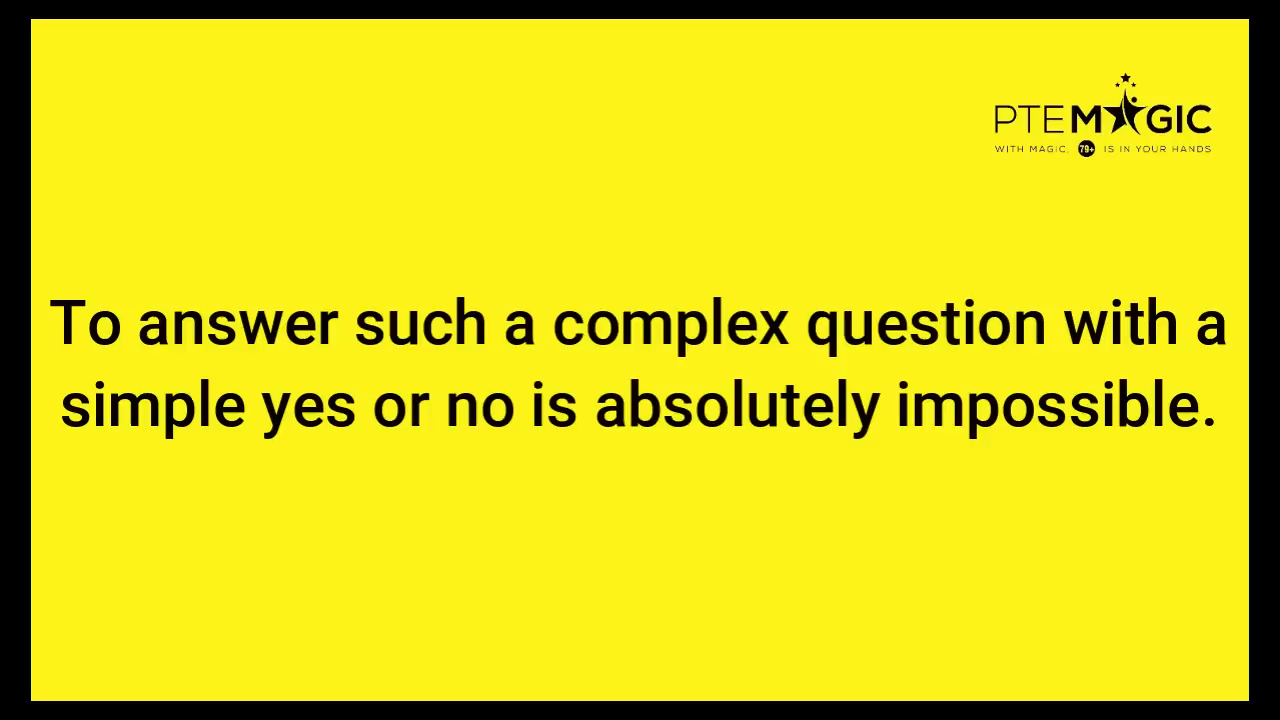 PTEMAGIC
WITH MAGIC, 79+ IS IN YOUR HANDS
To answer such a complex question with a
simple yes or no is absolutely impossible.